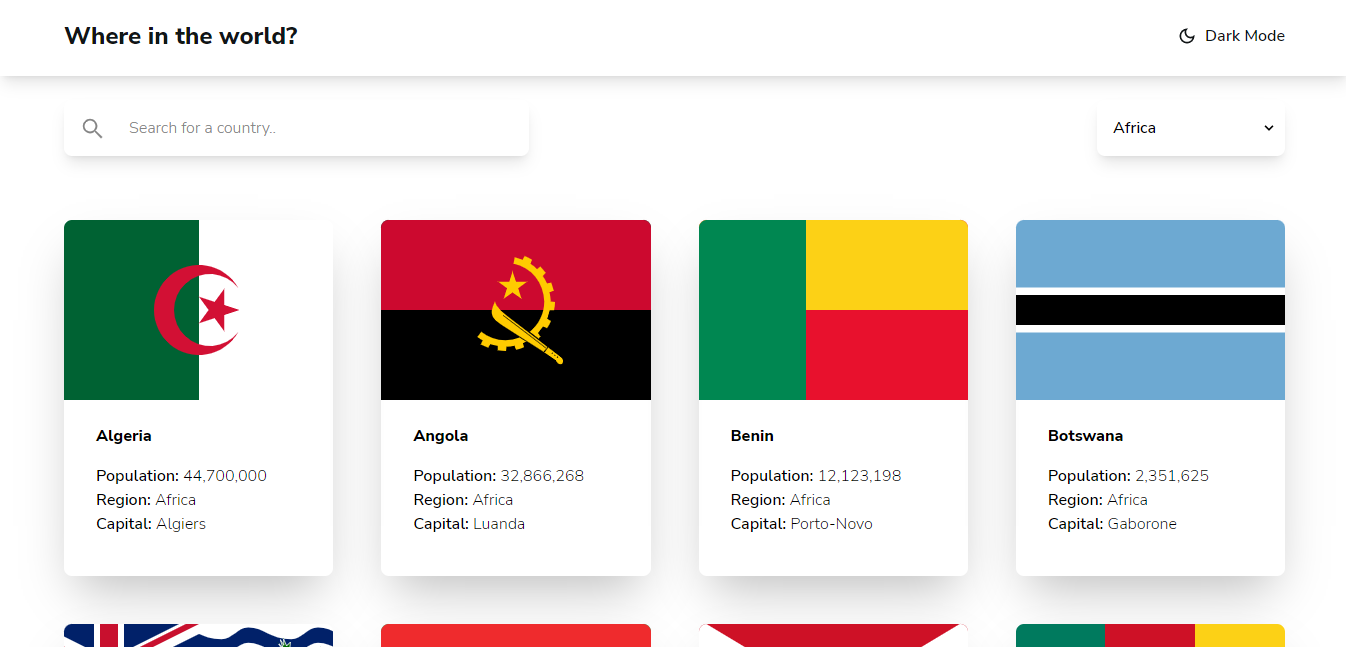 Where in the world?
Dark Mode
Search for a country..
Africa
Algeria
Population: 44,700,000
Region: Africa
Capital: Algiers
Angola
Population: 32,866,268
Region: Africa
Capital: Luanda
Benin
Population: 12,123,198
Region: Africa
Capital: Porto-Novo
Botswana
Population: 2,351,625
Region: Africa
Capital: Gaborone